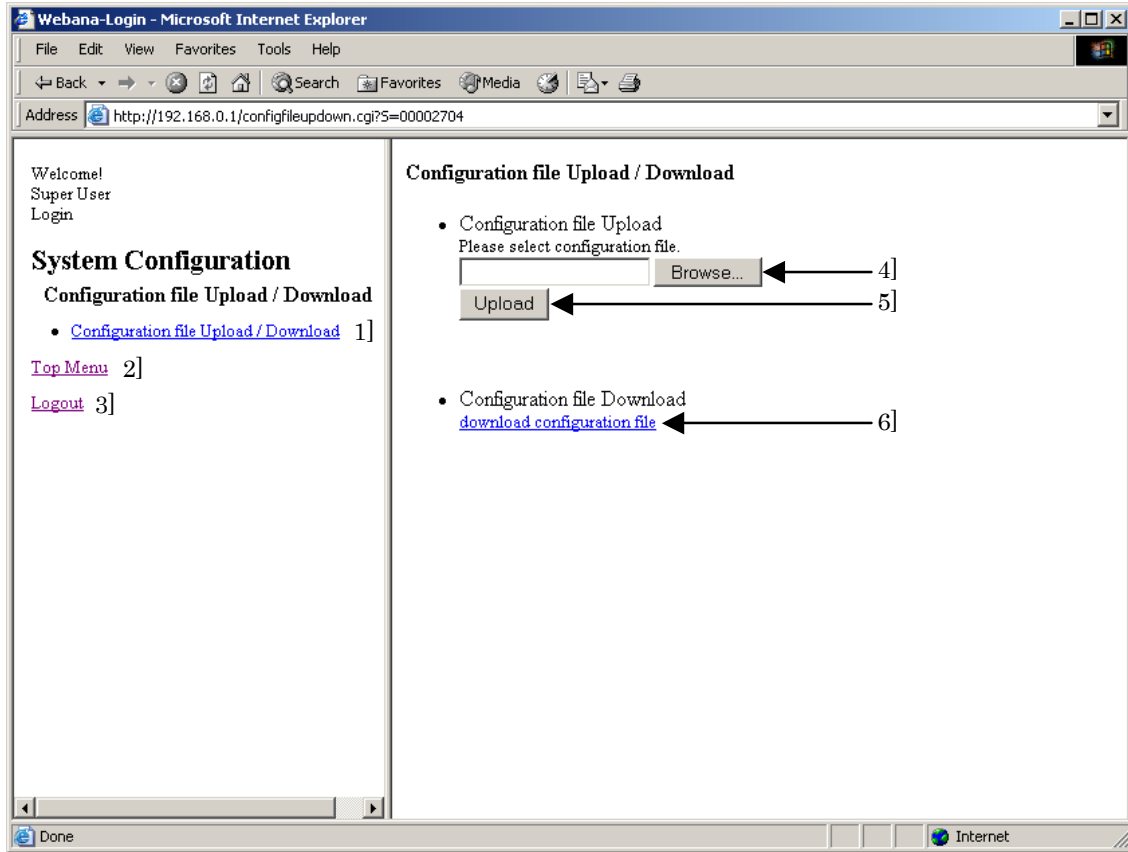 Webana-Login - Microsoft Internet Explorer
File Edit View Favorites Tools Help
Back Search Favorites Media
Address http://192.168.0.1/configfileupdown.cgi?S=00002704
Welcome!
Super User
Login
System Configuration
Configuration file Upload / Download
Configuration file Upload / Download 1]
Top Menu 2]
Logout 3]
Configuration file Upload / Download
• Configuration file Upload
Please select configuration file.
Browse... 4]
Upload 5]
• Configuration file Download
download configuration file 6]
Done Internet